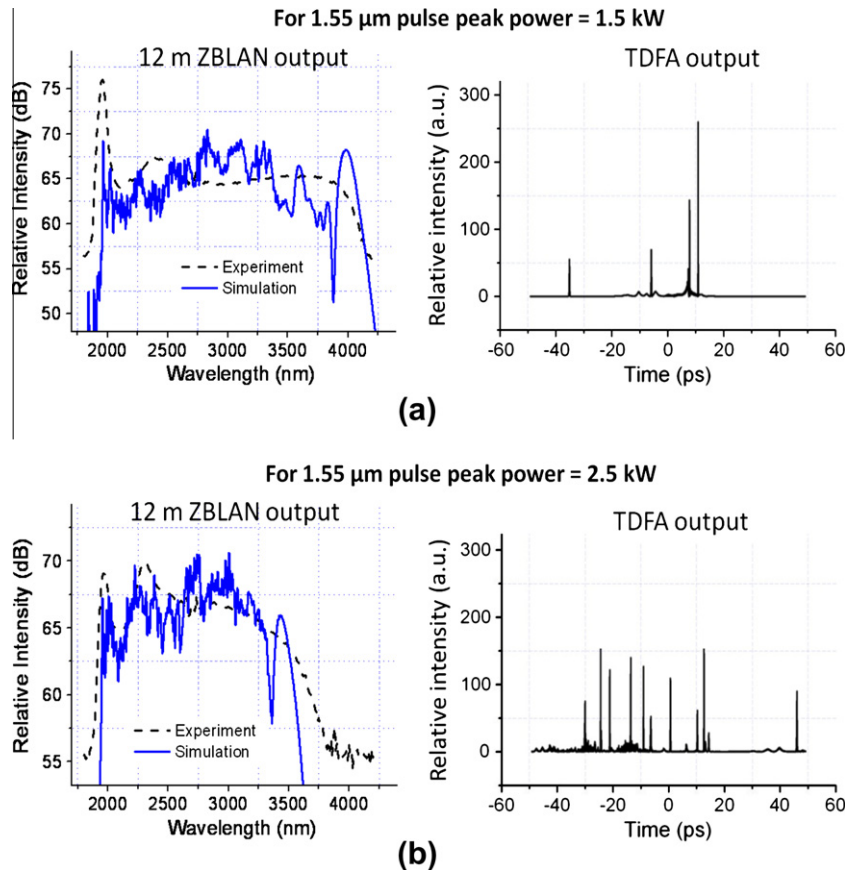 For 1.55 µm pulse peak power = 1.5 kW
12 m ZBLAN output
Relative Intensity (dB)
75
70
65
60
55
50
Experiment
Simulation
2000 2500 3000 3500 4000
Wavelength (nm)
TDFA output
Relative intensity (a.u.)
300
200
100
0
-60 -40 -20 0 20 40 60
Time (ps)
(a)
For 1.55 µm pulse peak power = 2.5 kW
12 m ZBLAN output
Relative Intensity (dB)
70
65
60
55
Experiment
Simulation
2000 2500 3000 3500 4000
Wavelength (nm)
TDFA output
Relative intensity (a.u.)
300
200
100
0
-60 -40 -20 0 20 40 60
Time (ps)
(b)